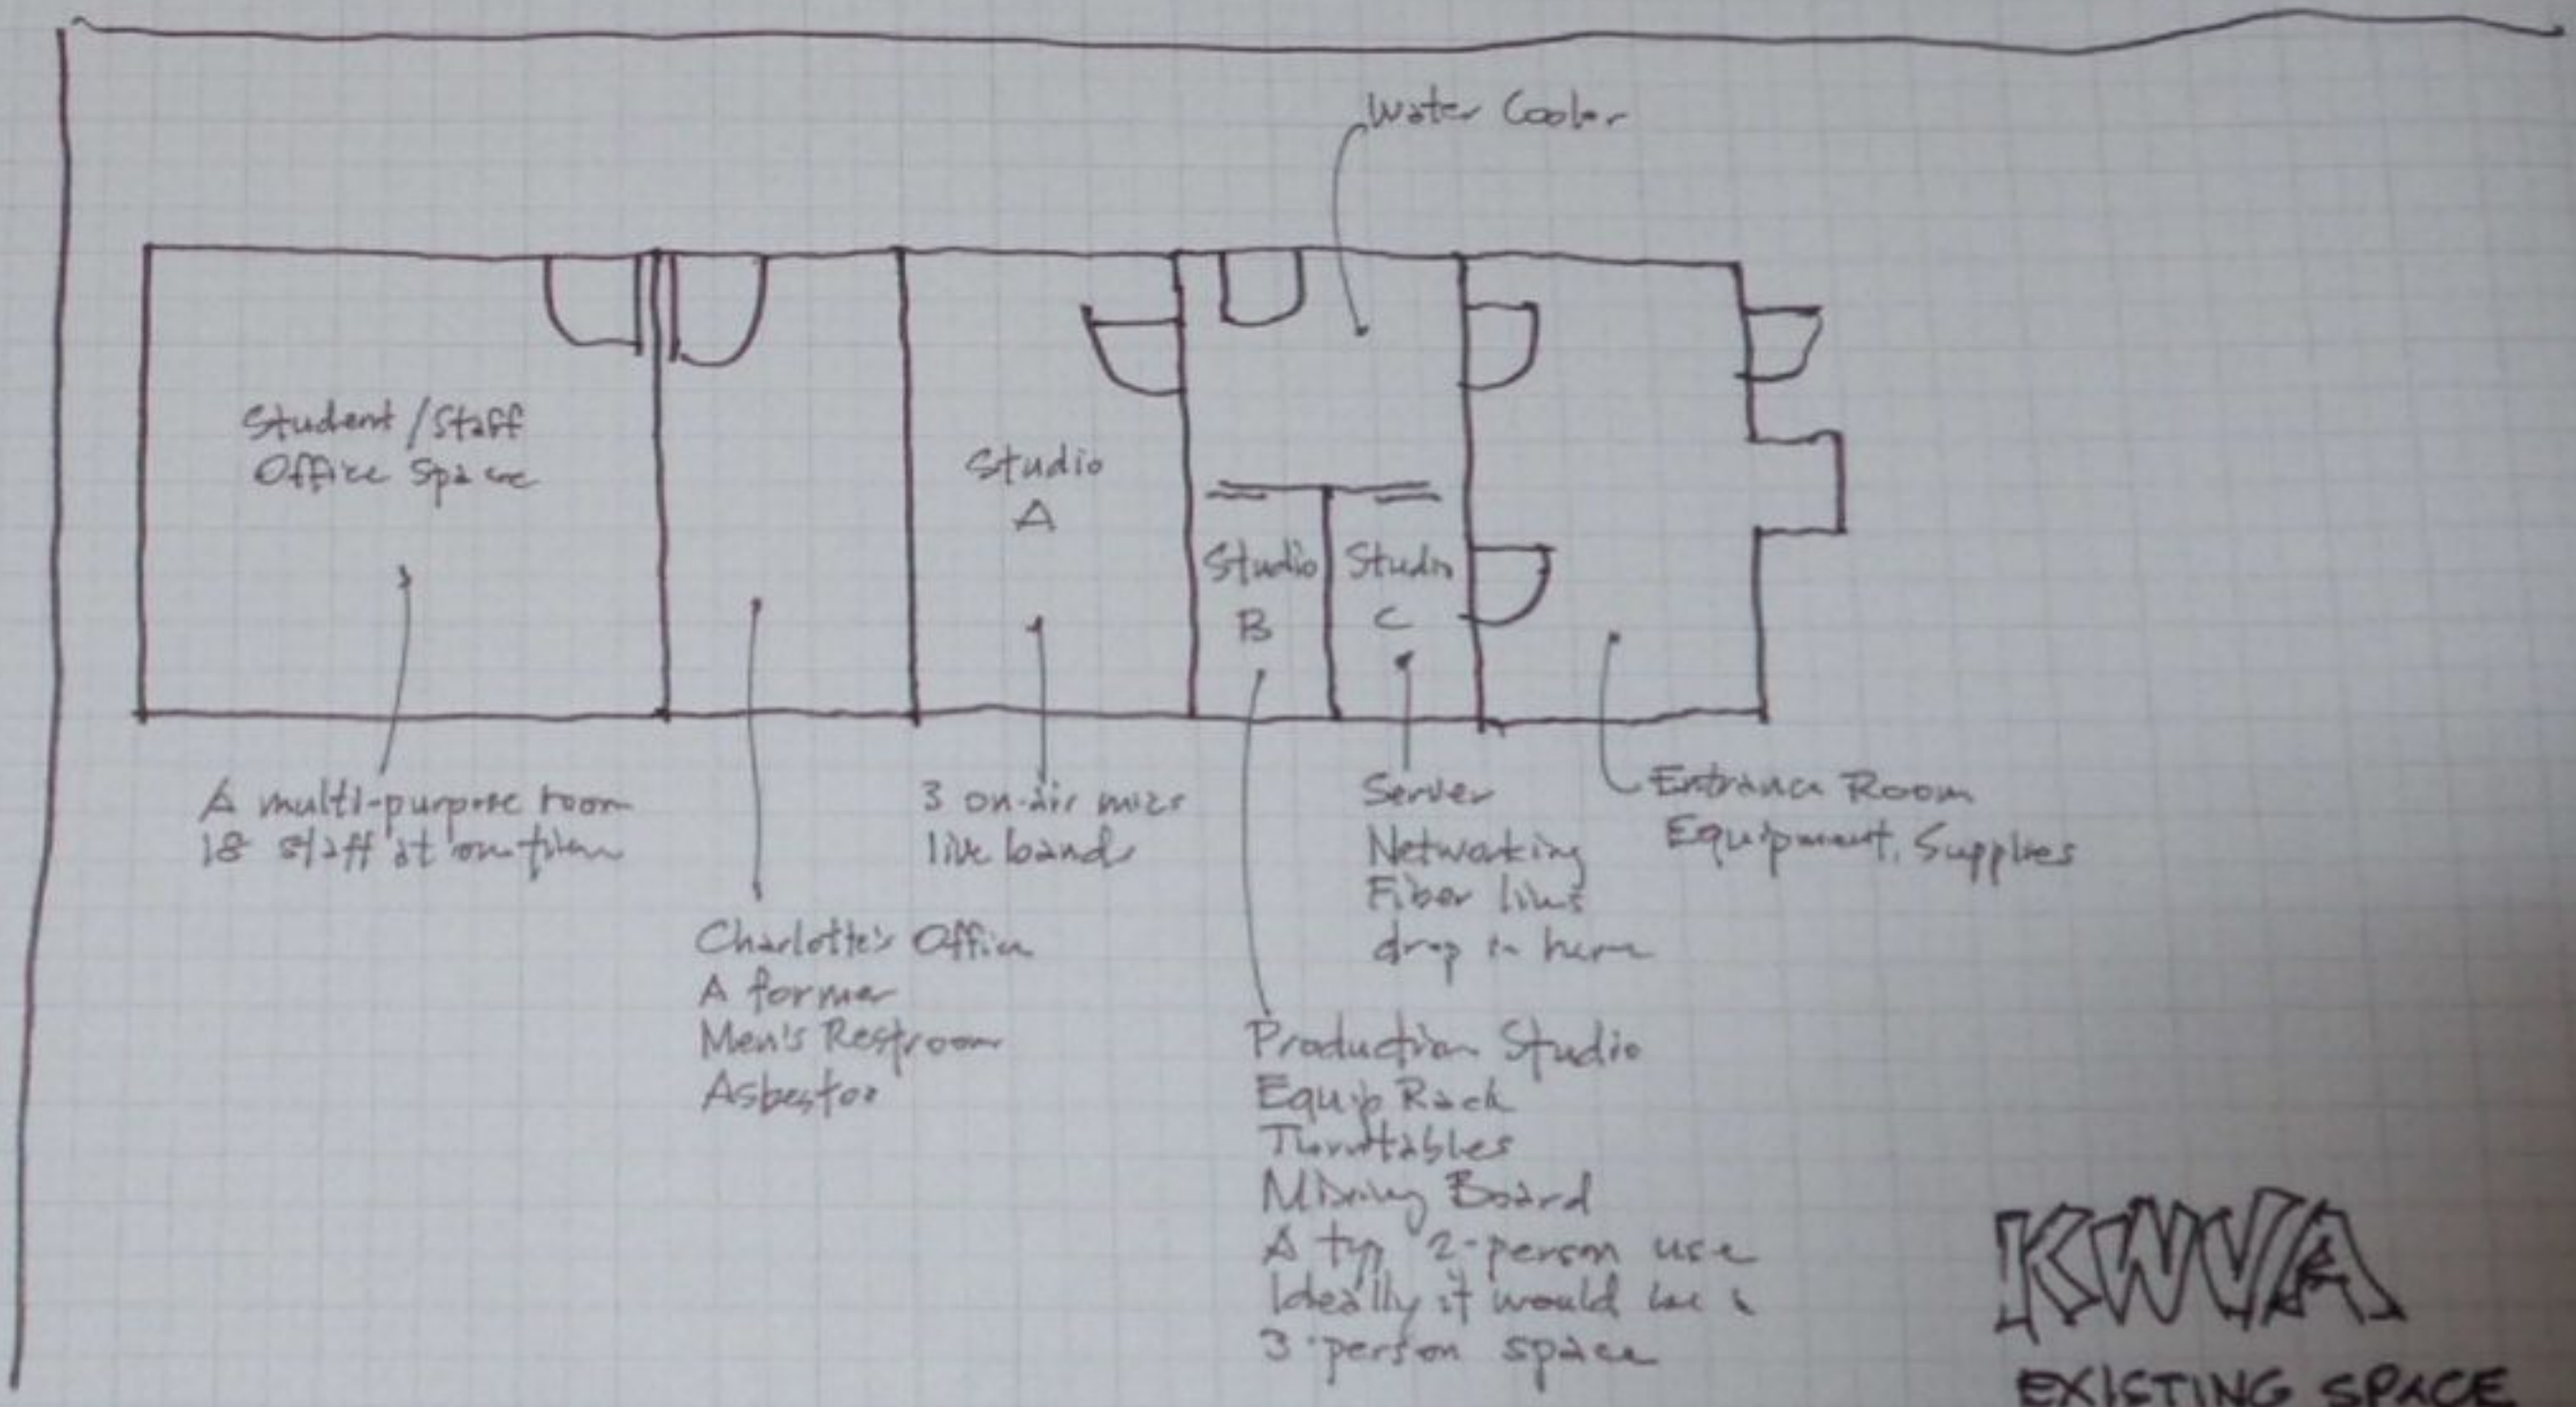 Water Cooler
Student / Staff
Office Space
Studio
A
Studio
B
Studio
C
A multi-purpose room
18 staff at one time
Charlotte's Office
A former
Men's Restroom
Asbestos
3 on-air mics
live bands
Server
Networking
Fiber lines
drop in here
Entrance Room
Equipment, Supplies
Production Studio
Equip Rack
Turntables
Mixing Board
A typ 2-person use
Ideally it would be a
3-person space
KWVA
EXISTING SPACE